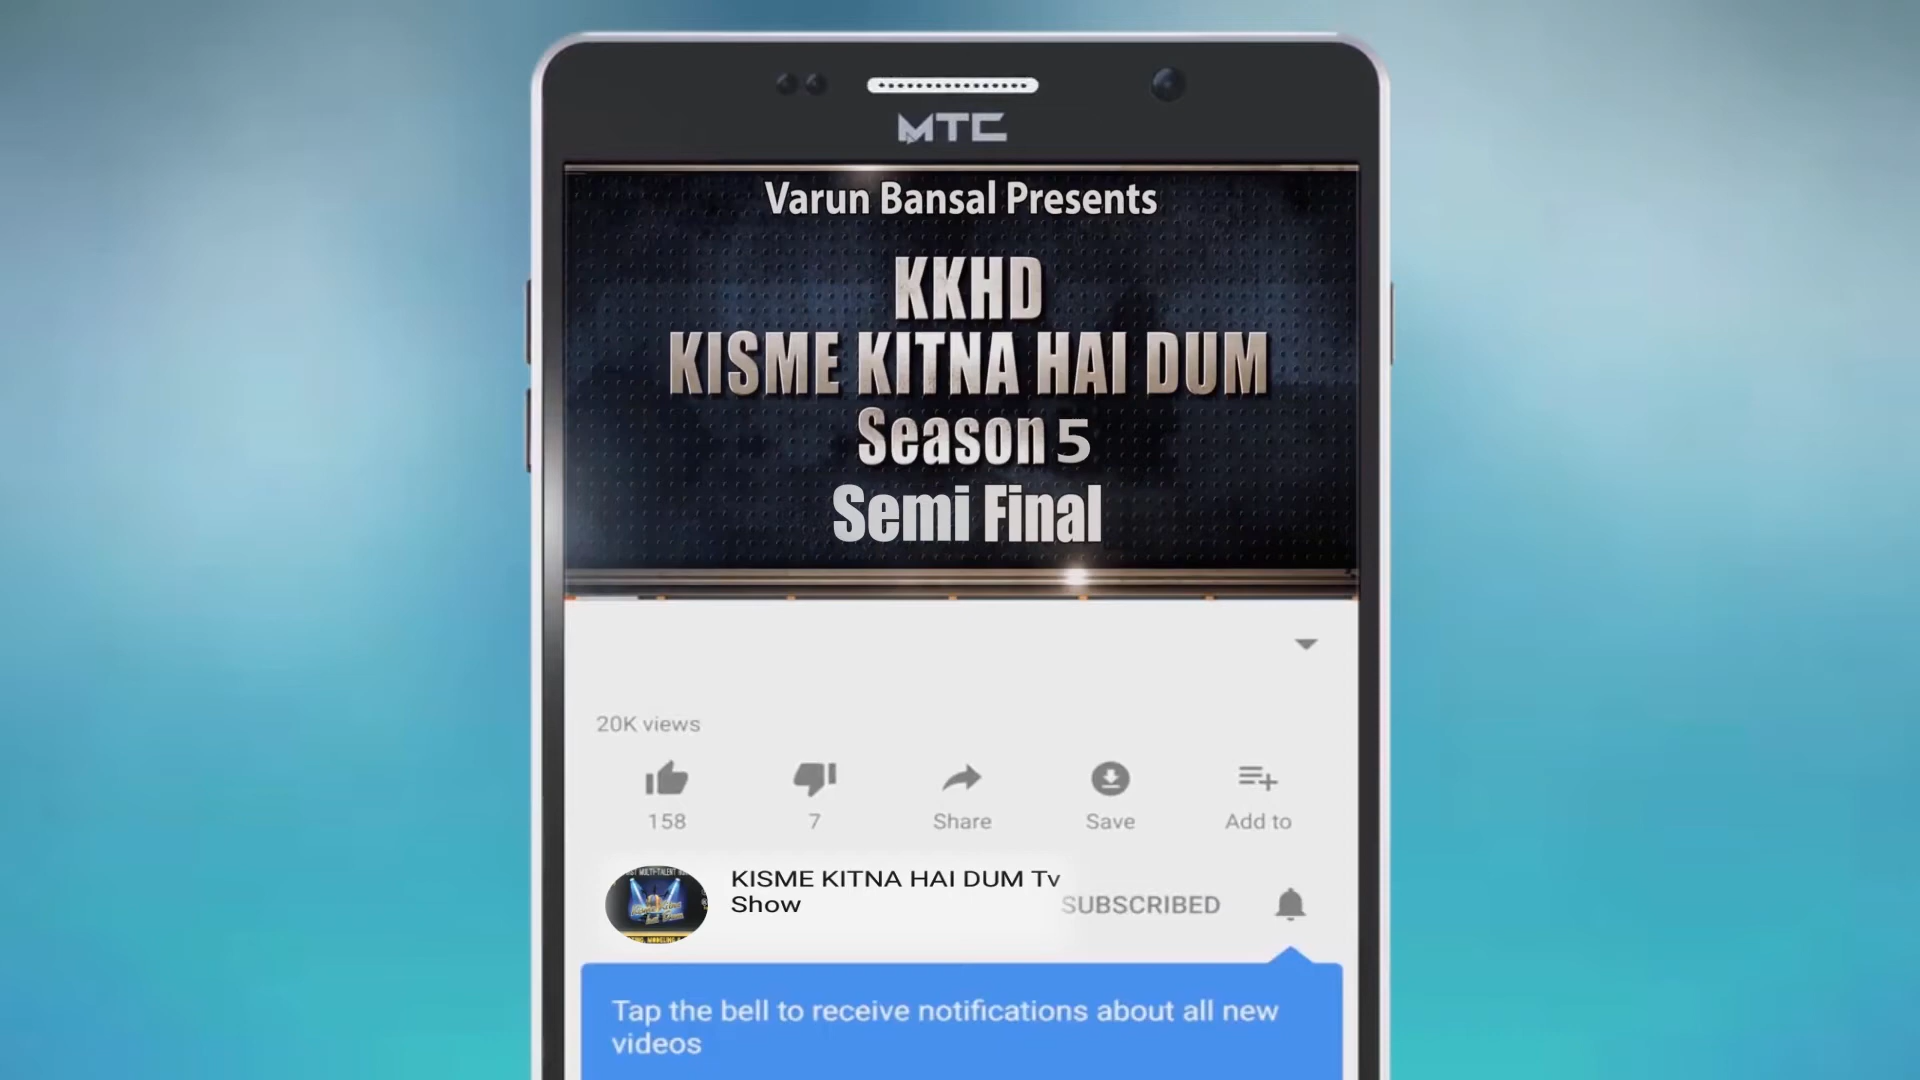 MTC
Varun Bansal Presents
KKHD
KISME KITNA HAI DUM
Season 5
Semi Final
20K views
158
7
Share
Save
Add to
KISME KITNA HAI DUM Tv
Show
SUBSCRIBED
Tap the bell to receive notifications about all new
videos